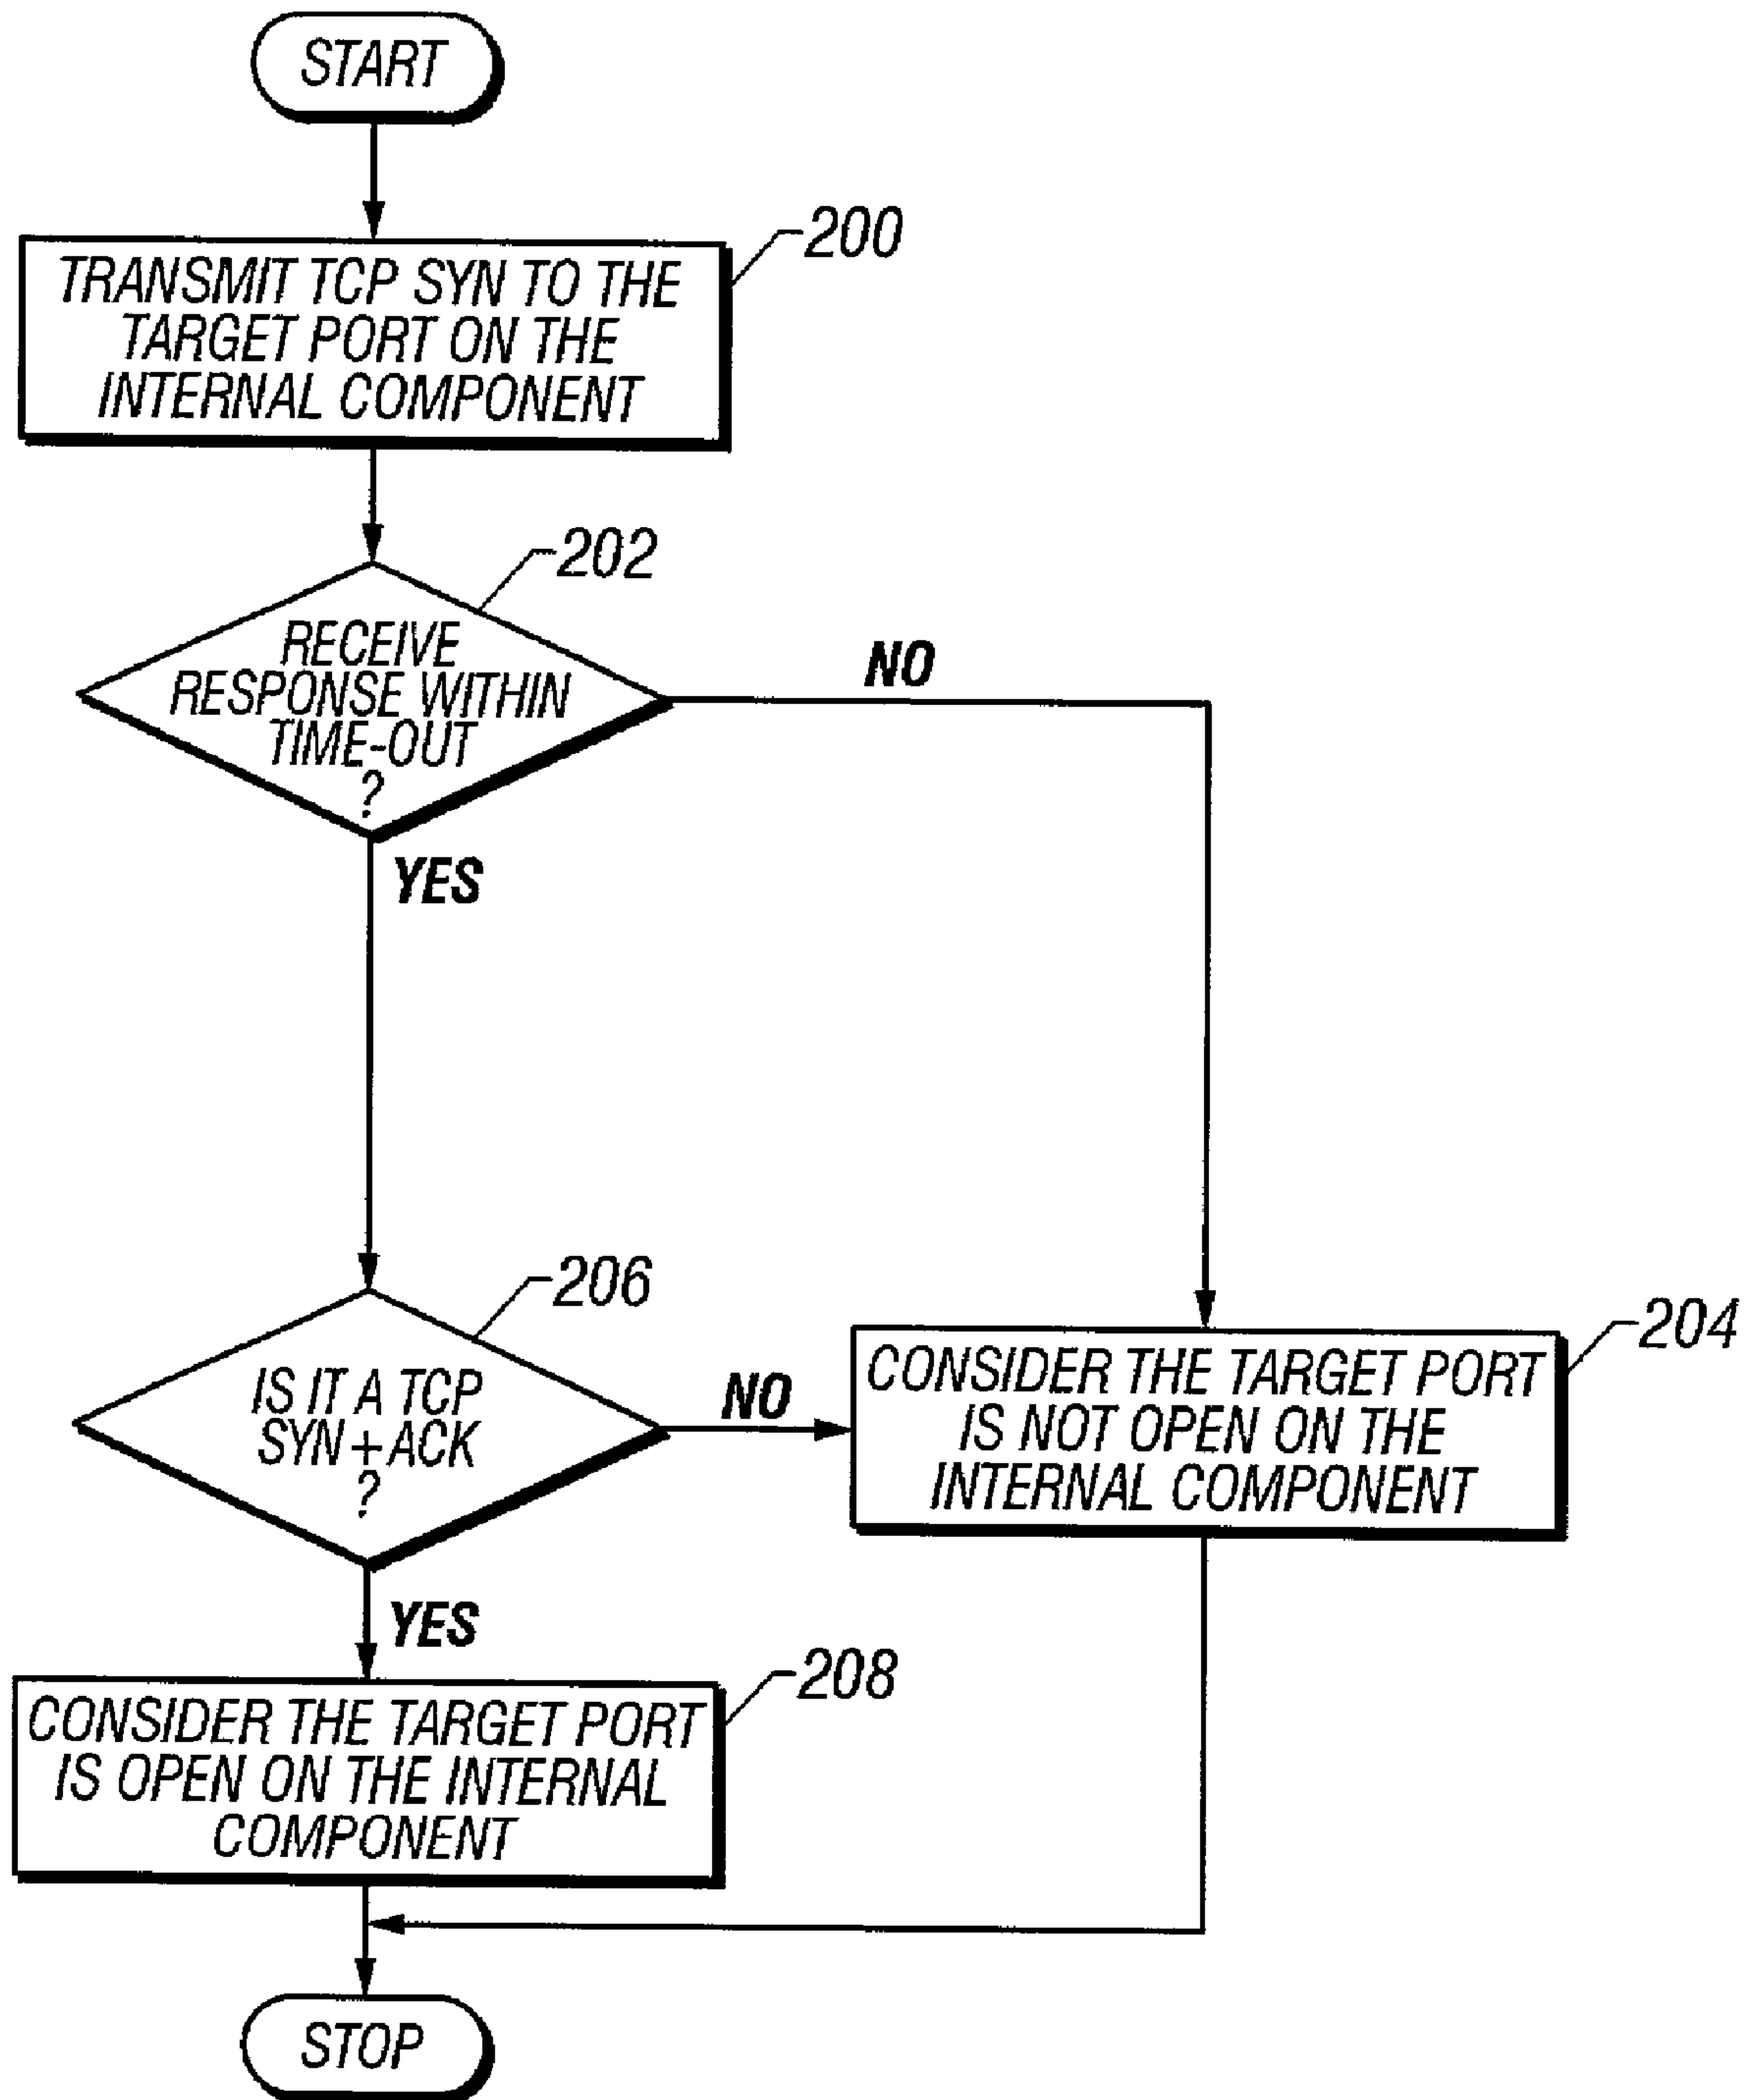 START
200
TRANSMIT TCP SYN TO THE
TARGET PORT ON THE
INTERNAL COMPONENT
202
RECEIVE
RESPONSE WITHIN
TIME-OUT
?
NO
YES
206
IS IT A TCP
SYN+ACK
?
NO
204
CONSIDER THE TARGET PORT
IS NOT OPEN ON THE
INTERNAL COMPONENT
YES
208
CONSIDER THE TARGET PORT
IS OPEN ON THE INTERNAL
COMPONENT
STOP